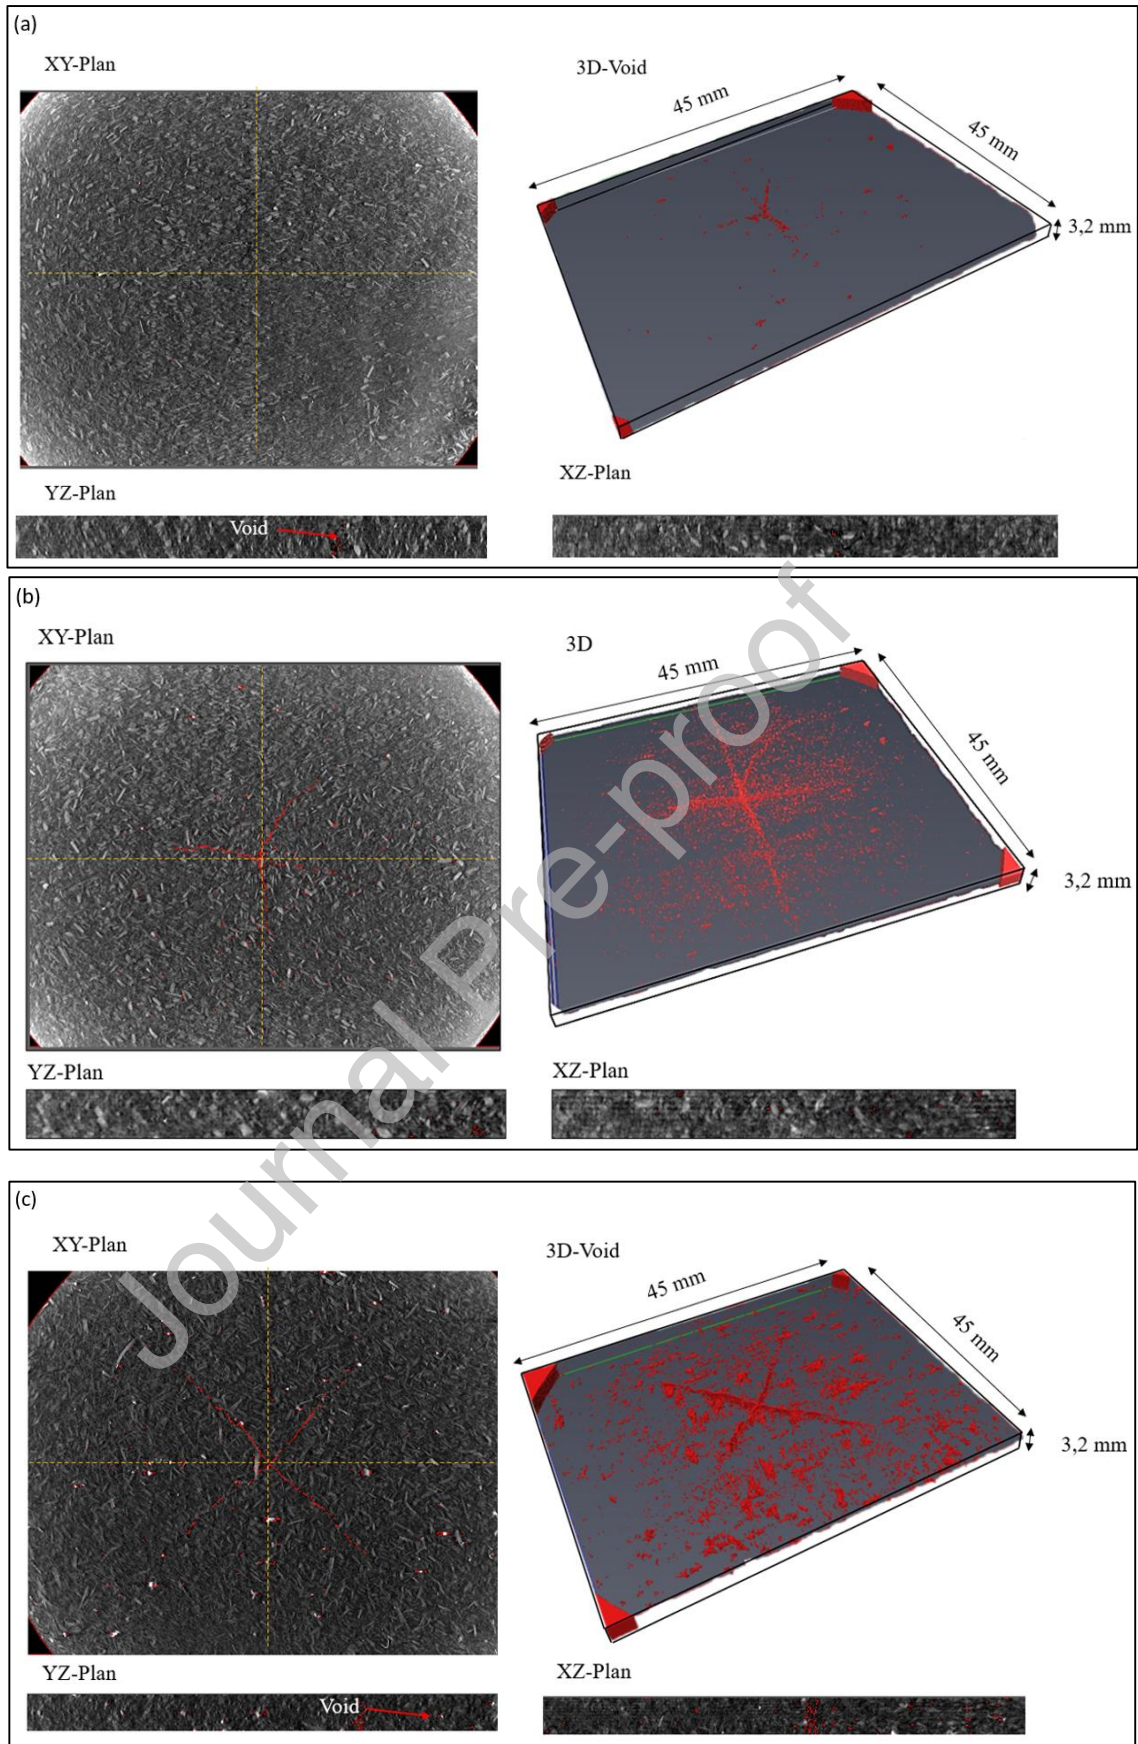 (a)
XY-Plan
3D-Void
45 mm
45 mm
3,2 mm
YZ-Plan
XZ-Plan
Void
(b)
XY-Plan
3D
45 mm
45 mm
3,2 mm
YZ-Plan
XZ-Plan
(c)
XY-Plan
3D-Void
45 mm
45 mm
3,2 mm
YZ-Plan
XZ-Plan
Void
Journal Pre-proof